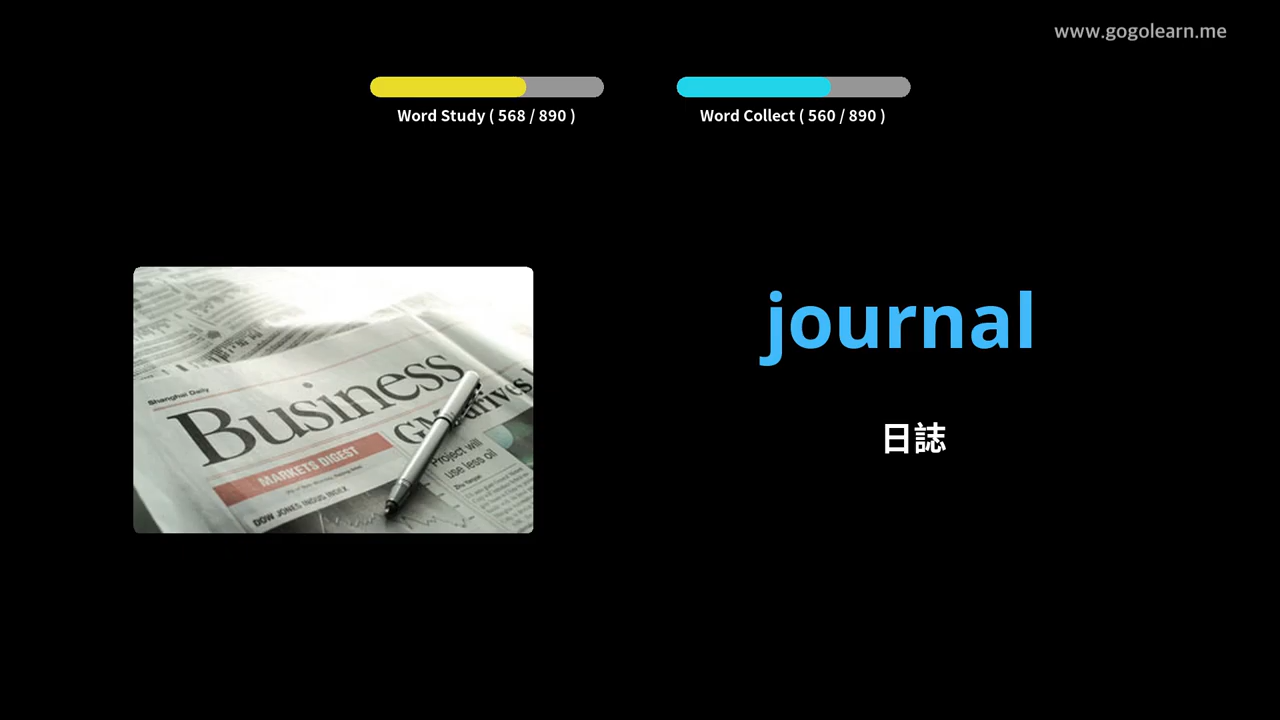 www.gogolearn.me
Word Study ( 568 / 890 )
Word Collect ( 560 / 890 )
journal
日誌
Shanghai Daily
Business
MARKETS DIGEST
DOW JONES INDUS INDEX
GM
Project will
use less oil